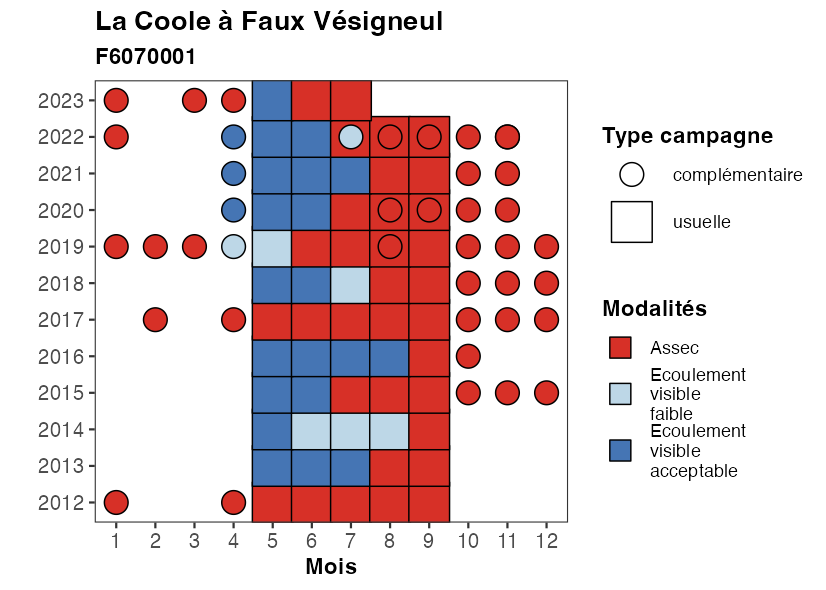 La Coole à Faux Vésigneul
F6070001
2023
2022
2021
2020
2019
2018
2017
2016
2015
2014
2013
2012
1 2 3 4 5 6 7 8 9 10 11 12
Mois
Type campagne
complémentaire
usuelle
Modalités
Assec
Ecoulement
visible
faible
Ecoulement
visible
acceptable